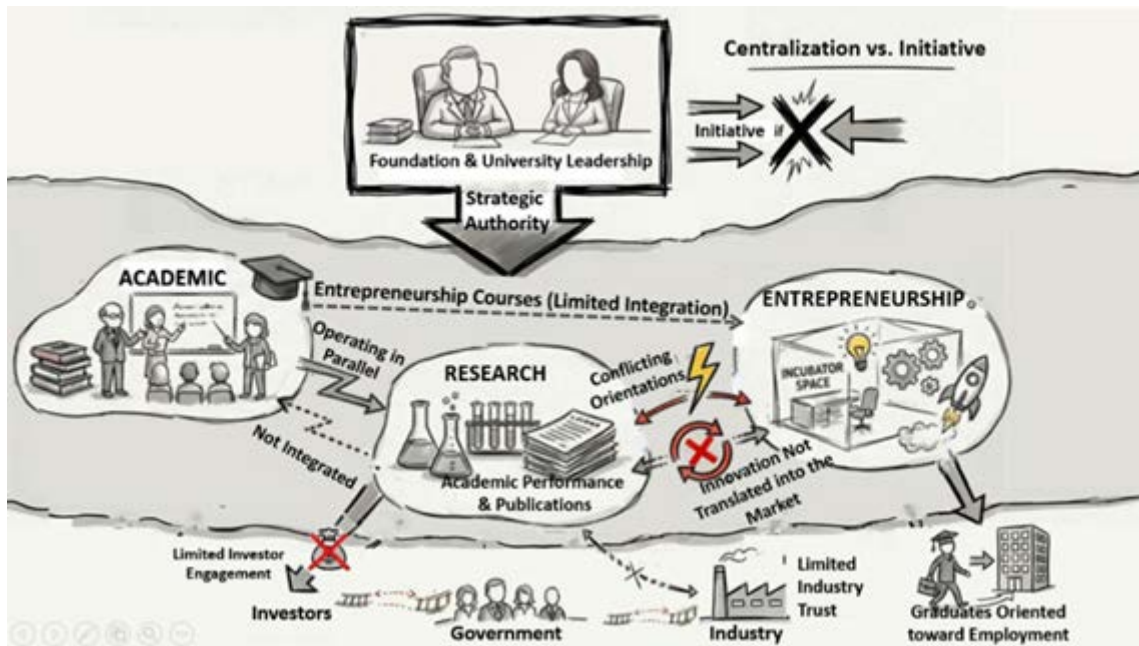 Centralization vs. Initiative
Initiative if
Foundation & University Leadership
Strategic
Authority
ACADEMIC
Entrepreneurship Courses (Limited Integration)
ENTREPRENEURSHIP
Operating in
Parallel
RESEARCH
Conflicting
Orientations
INCUBATOR
SPACE
Not Integrated
Academic Performance
& Publications
Innovation Not
Translated into the
Market
Limited Investor
Engagement
Investors
Government
Limited
Industry
Trust
Industry
Graduates Oriented
toward Employment